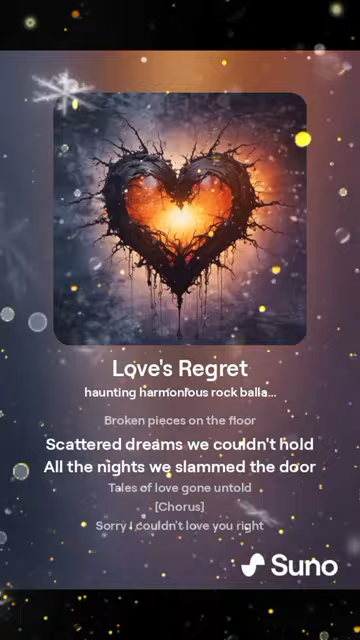 Love's Regret
haunting harmonious rock balla...
Broken pieces on the floor
Scattered dreams we couldn't hold
All the nights we slammed the door
Tales of love gone untold
[Chorus]
Sorry I couldn't love you right
Suno